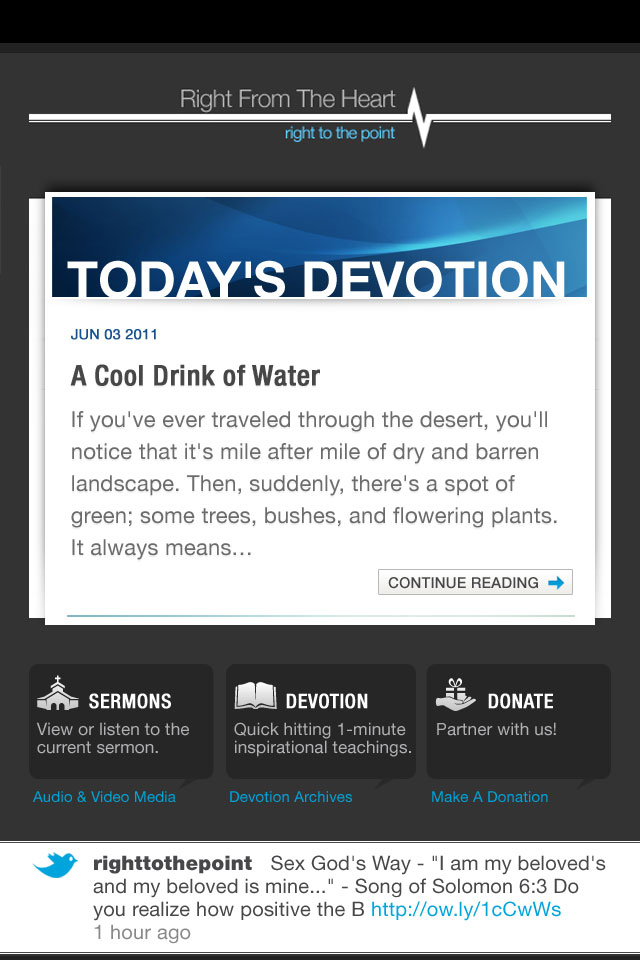 Right From The Heart
right to the point
TODAY'S DEVOTION
JUN 03 2011
A Cool Drink of Water
If you've ever traveled through the desert, you'll
notice that it's mile after mile of dry and barren
landscape. Then, suddenly, there's a spot of
green; some trees, bushes, and flowering plants.
It always means...
CONTINUE READING
SERMONS
View or listen to the
current sermon.
Audio & Video Media
DEVOTION
Quick hitting 1-minute
inspirational teachings.
Devotion Archives
DONATE
Partner with us!
Make A Donation
righttothepoint Sex God's Way - "I am my beloved's
and my beloved is mine..." - Song of Solomon 6:3 Do
you realize how positive the B http://ow.ly/1cCwWs
1 hour ago